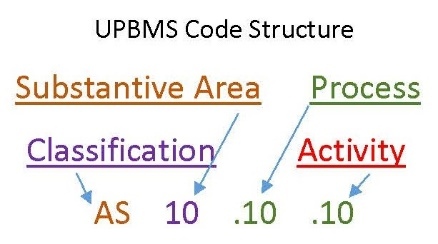 UPBMS Code Structure
Substantive Area Process
Classification Activity
AS 10 .10 .10